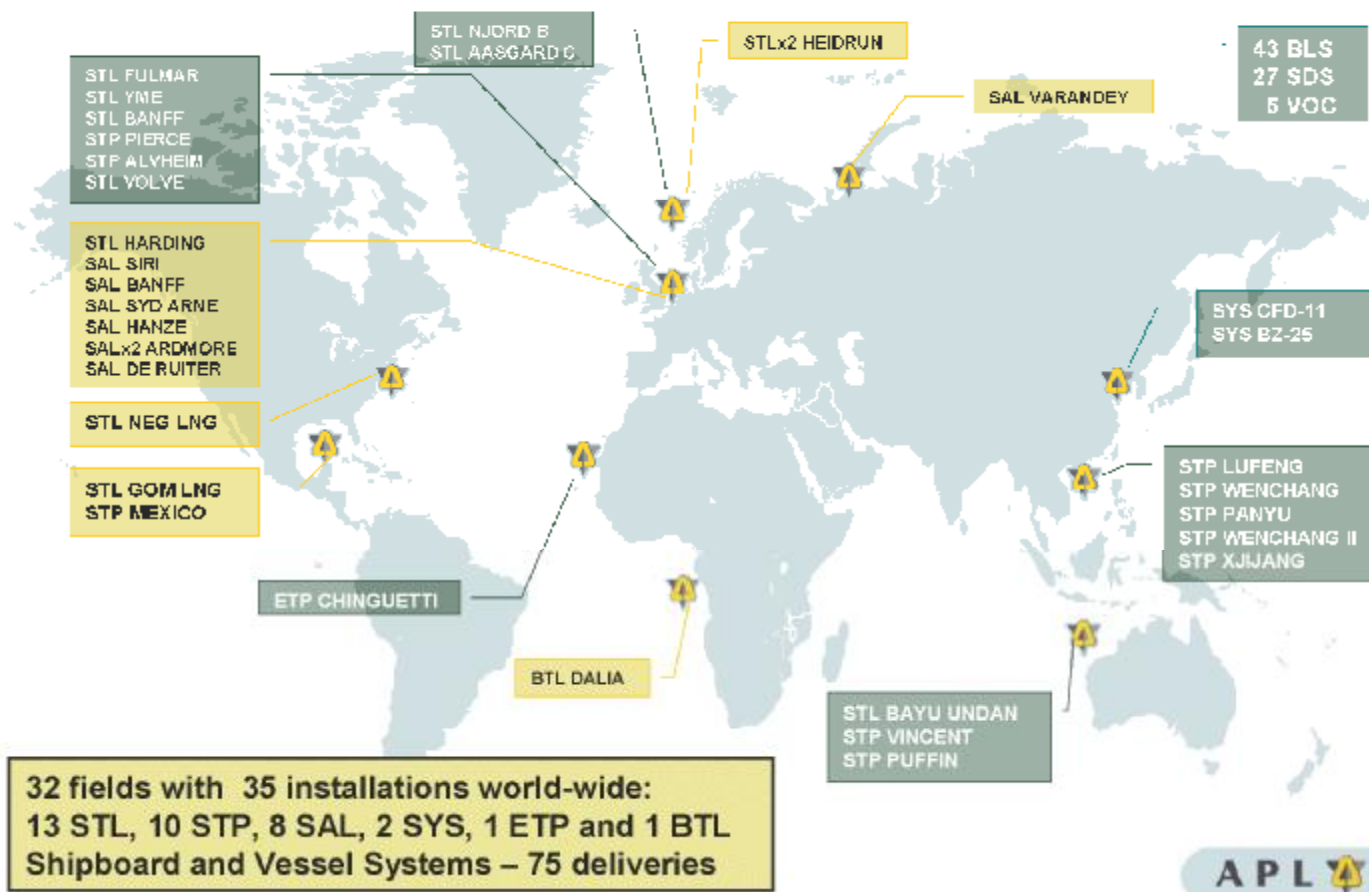 STL NJORD B
STL AASGARD C
STLx2 HEIDRUN
43 BLS
27 SDS
5 VOC
STL FULMAR
STL YME
STL BANFF
STP PIERCE
STP ALVHEIM
STL VOLVE
SAL VARANDEY
STL HARDING
SAL SIRI
SAL BANFF
SAL SYD ARNE
SAL HANZE
SALx2 ARDMORE
SAL DE RUITER
SYS CFD-11
SYS BZ-25
STL NEG LNG
STL GOM LNG
STP MEXICO
STP LUFENG
STP WENCHANG
STP PANYU
STP WENCHANG II
STP XJIJANG
ETP CHINGUETTI
BTL DALIA
STL BAYU UNDAN
STP VINCENT
STP PUFFIN
32 fields with 35 installations world-wide:
13 STL, 10 STP, 8 SAL, 2 SYS, 1 ETP and 1 BTL
Shipboard and Vessel Systems – 75 deliveries
APL